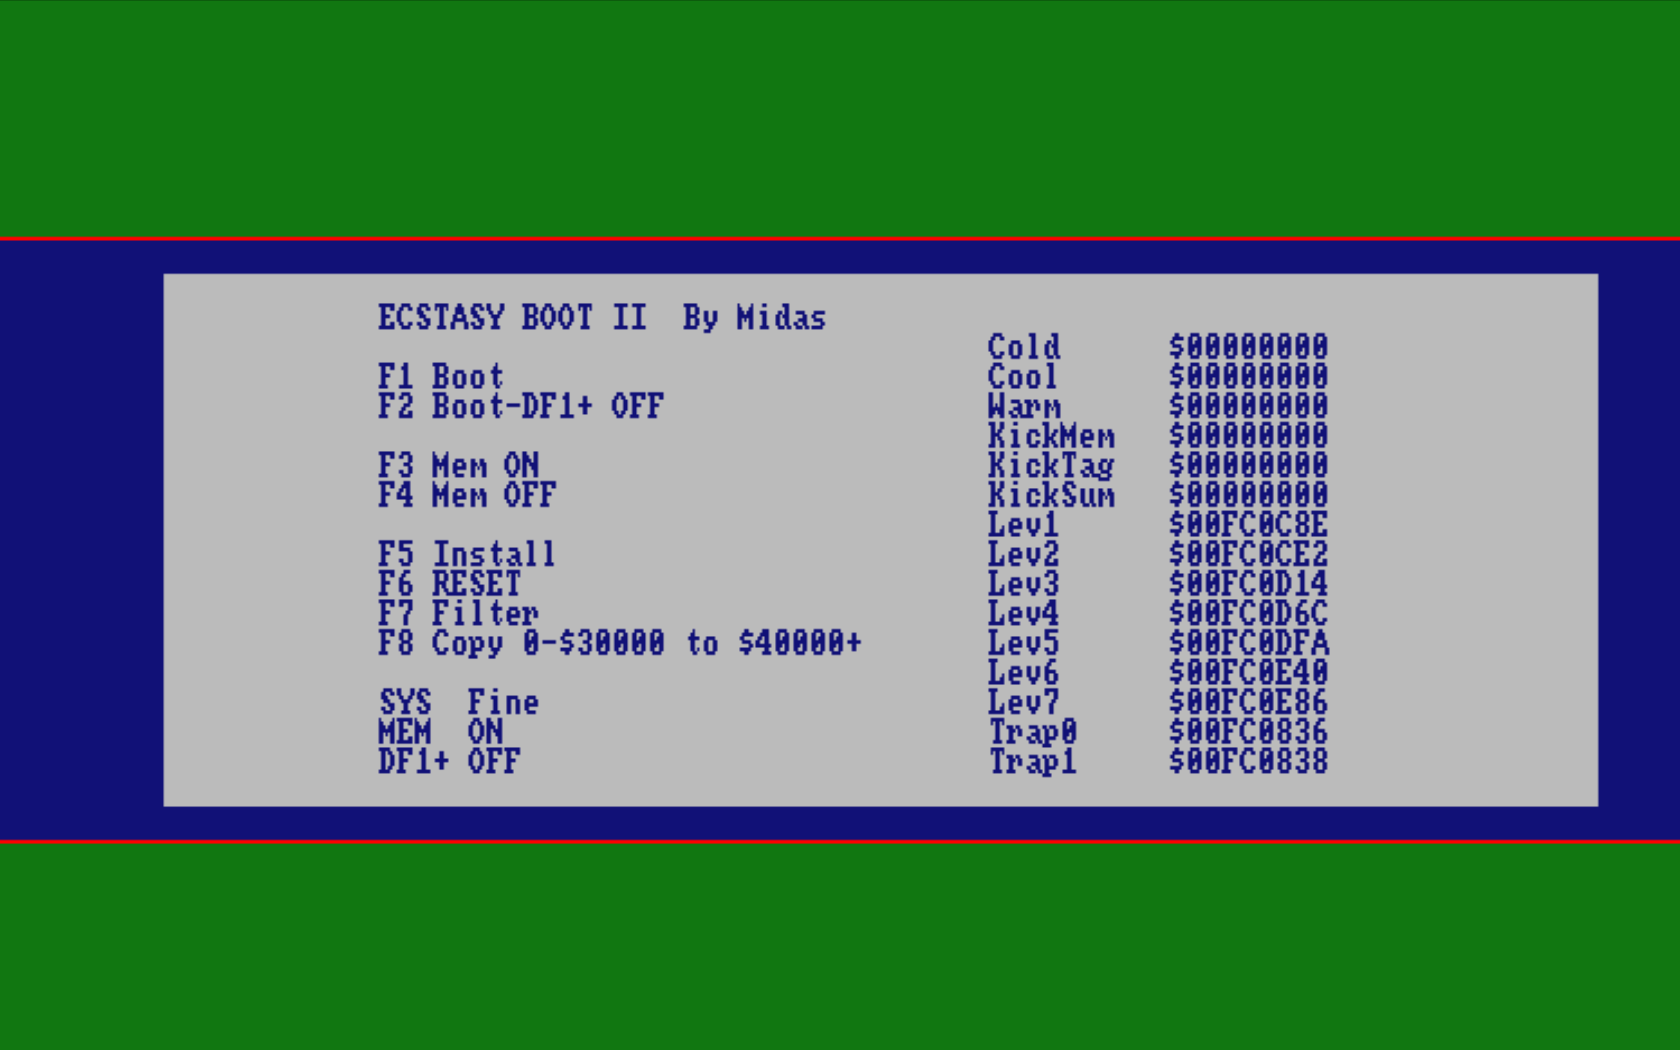 ECSTASY BOOT II  By Midas
F1 Boot
F2 Boot-DF1+ OFF
F3 Mem ON
F4 Mem OFF
F5 Install
F6 RESET
F7 Filter
F8 Copy 0-$30000 to $40000+
SYS  Fine
MEM  ON
DF1+ OFF
Cold $00000000
Cool $00000000
Warm $00000000
KickMem $00000000
KickTag $00000000
KickSum $00000000
Lev1 $00FC0C8E
Lev2 $00FC0CE2
Lev3 $00FC0D14
Lev4 $00FC0D6C
Lev5 $00FC0DFA
Lev6 $00FC0E40
Lev7 $00FC0E86
Trap0 $00FC0836
Trap1 $00FC0838